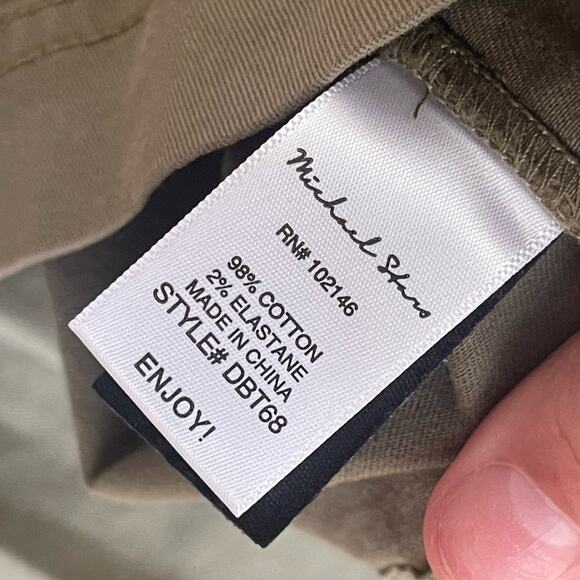 Michael Stars
RN# 102146
98% COTTON
2% ELASTANE
MADE IN CHINA
STYLE# DBT68
ENJOY!